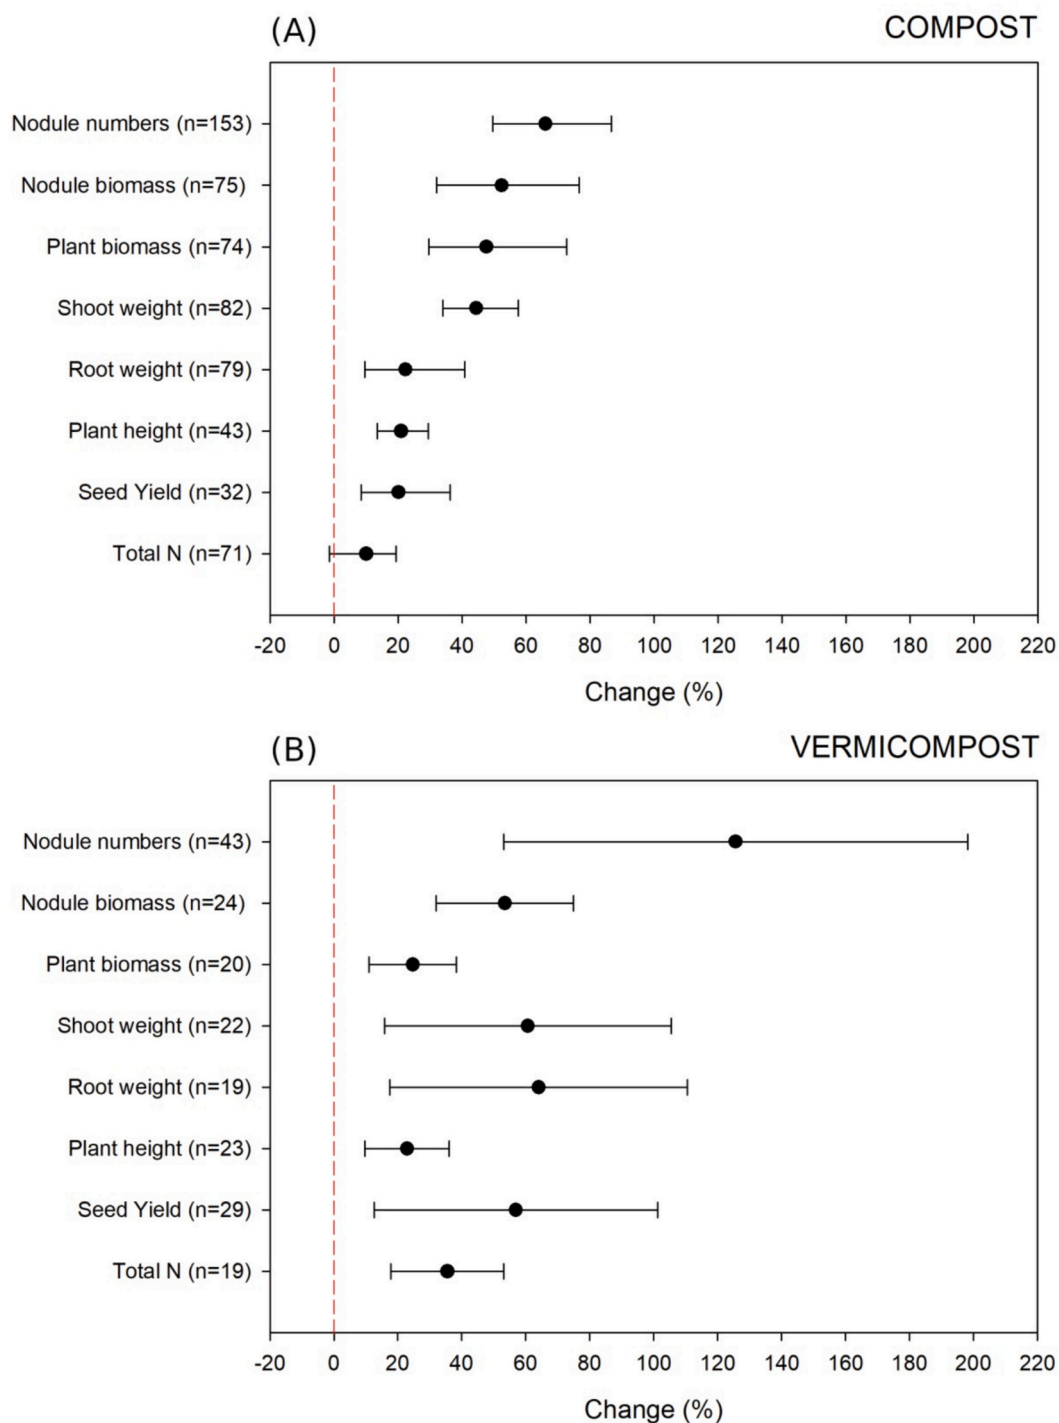 (A) COMPOST
Nodule numbers (n=153)
Nodule biomass (n=75)
Plant biomass (n=74)
Shoot weight (n=82)
Root weight (n=79)
Plant height (n=43)
Seed Yield (n=32)
Total N (n=71)
-20 0 20 40 60 80 100 120 140 160 180 200 220
Change (%)
(B) VERMICOMPOST
Nodule numbers (n=43)
Nodule biomass (n=24)
Plant biomass (n=20)
Shoot weight (n=22)
Root weight (n=19)
Plant height (n=23)
Seed Yield (n=29)
Total N (n=19)
-20 0 20 40 60 80 100 120 140 160 180 200 220
Change (%)